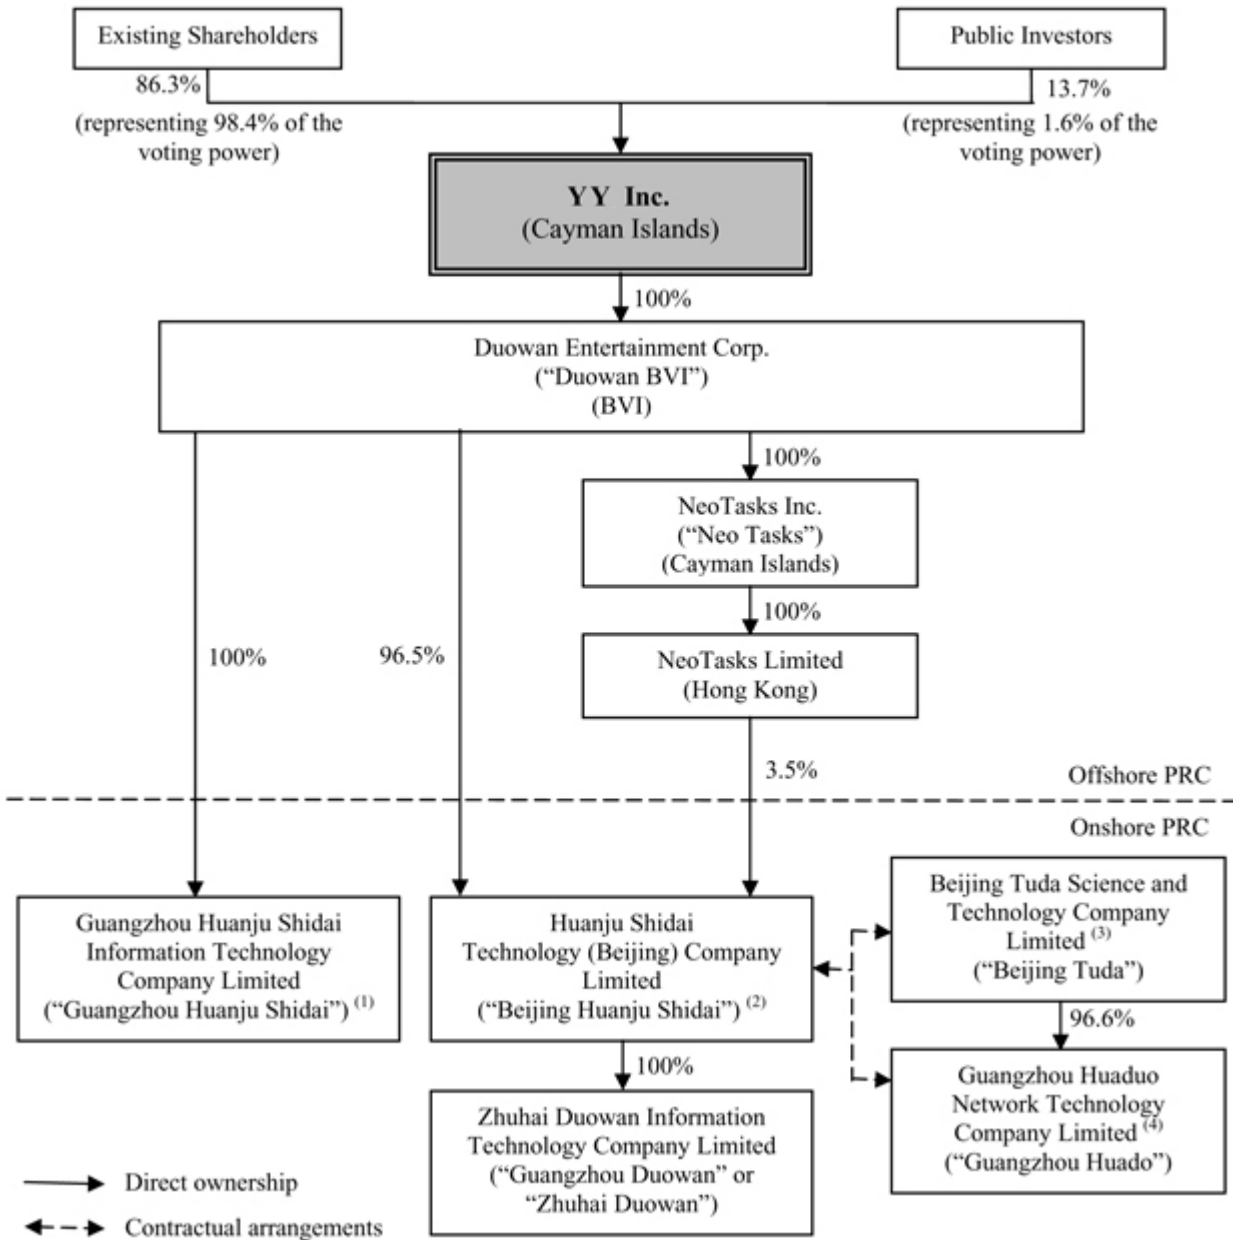 Existing Shareholders
Public Investors
86.3%
13.7%
(representing 98.4% of the
voting power)
(representing 1.6% of the
voting power)
YY Inc.
(Cayman Islands)
100%
Duowan Entertainment Corp.
(“Duowan BVI”)
(BVI)
100%
NeoTasks Inc.
(“Neo Tasks”)
(Cayman Islands)
100%
NeoTasks Limited
(Hong Kong)
100%
96.5%
3.5%
Offshore PRC
Onshore PRC
Guangzhou Huanju Shidai
Information Technology
Company Limited
(“Guangzhou Huanju Shidai”) (1)
Huanju Shidai
Technology (Beijing) Company
Limited
(“Beijing Huanju Shidai”) (2)
Beijing Tuda Science and
Technology Company
Limited (3)
(“Beijing Tuda”)
96.6%
100%
Guangzhou Huaduo
Network Technology
Company Limited (4)
(“Guangzhou Huado”)
Zhuhai Duowan Information
Technology Company Limited
(“Guangzhou Duowan” or
“Zhuhai Duowan”)
Direct ownership
Contractual arrangements